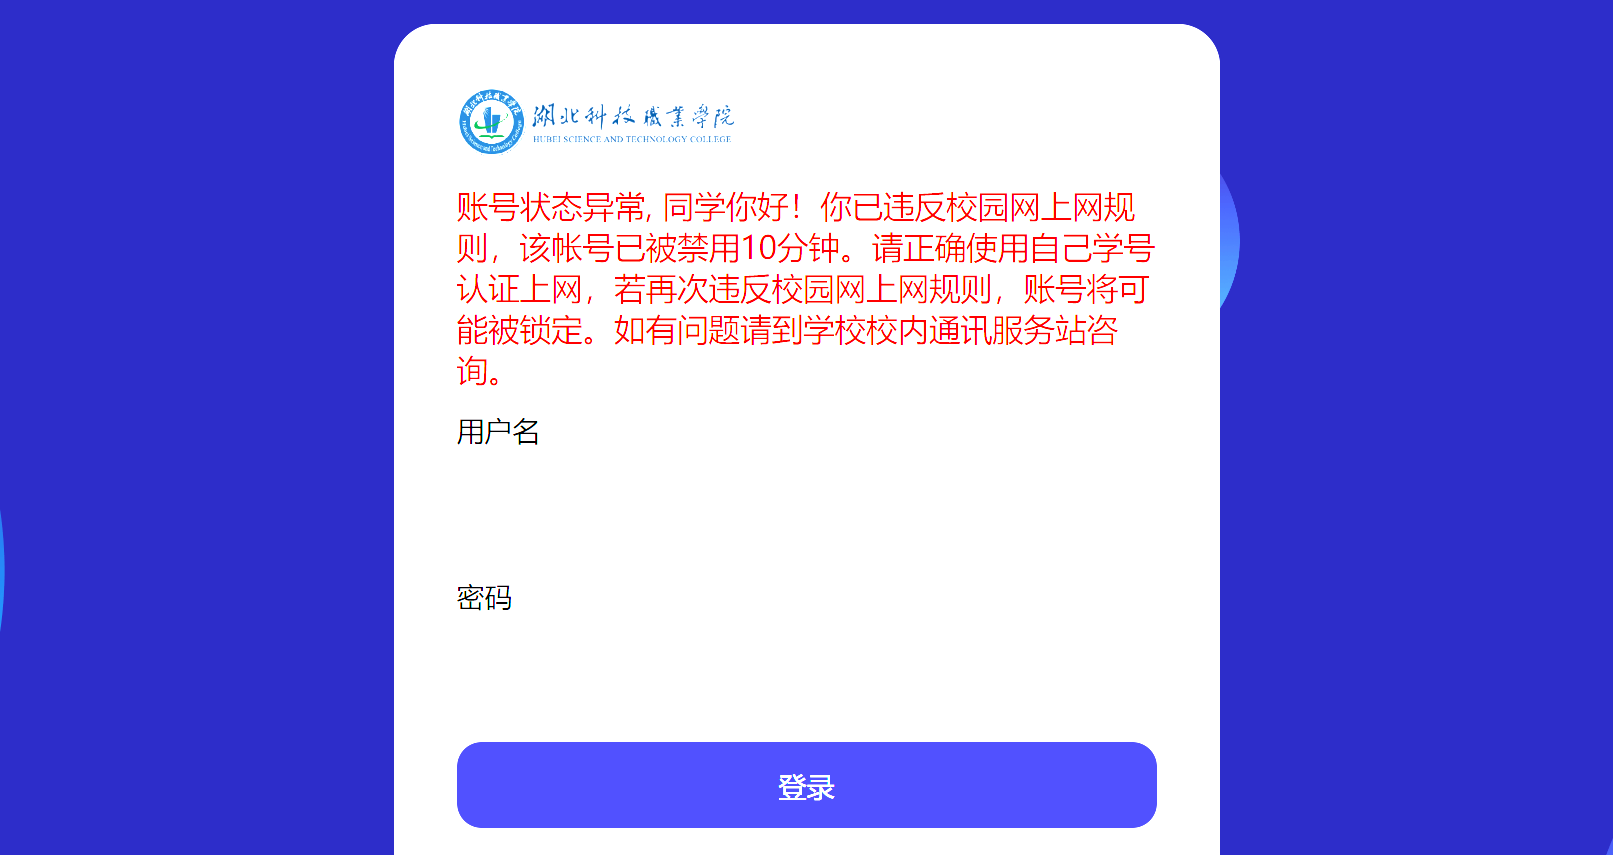 湖北科技職業學院
HUBEI SCIENCE AND TECHNOLOGY COLLEGE
账号状态异常, 同学你好！你已违反校园网上网规
则，该帐号已被禁用10分钟。请正确使用自己学号
认证上网，若再次违反校园网上网规则，账号将可
能被锁定。如有问题请到学校校内通讯服务站咨
询。
用户名
密码
登录